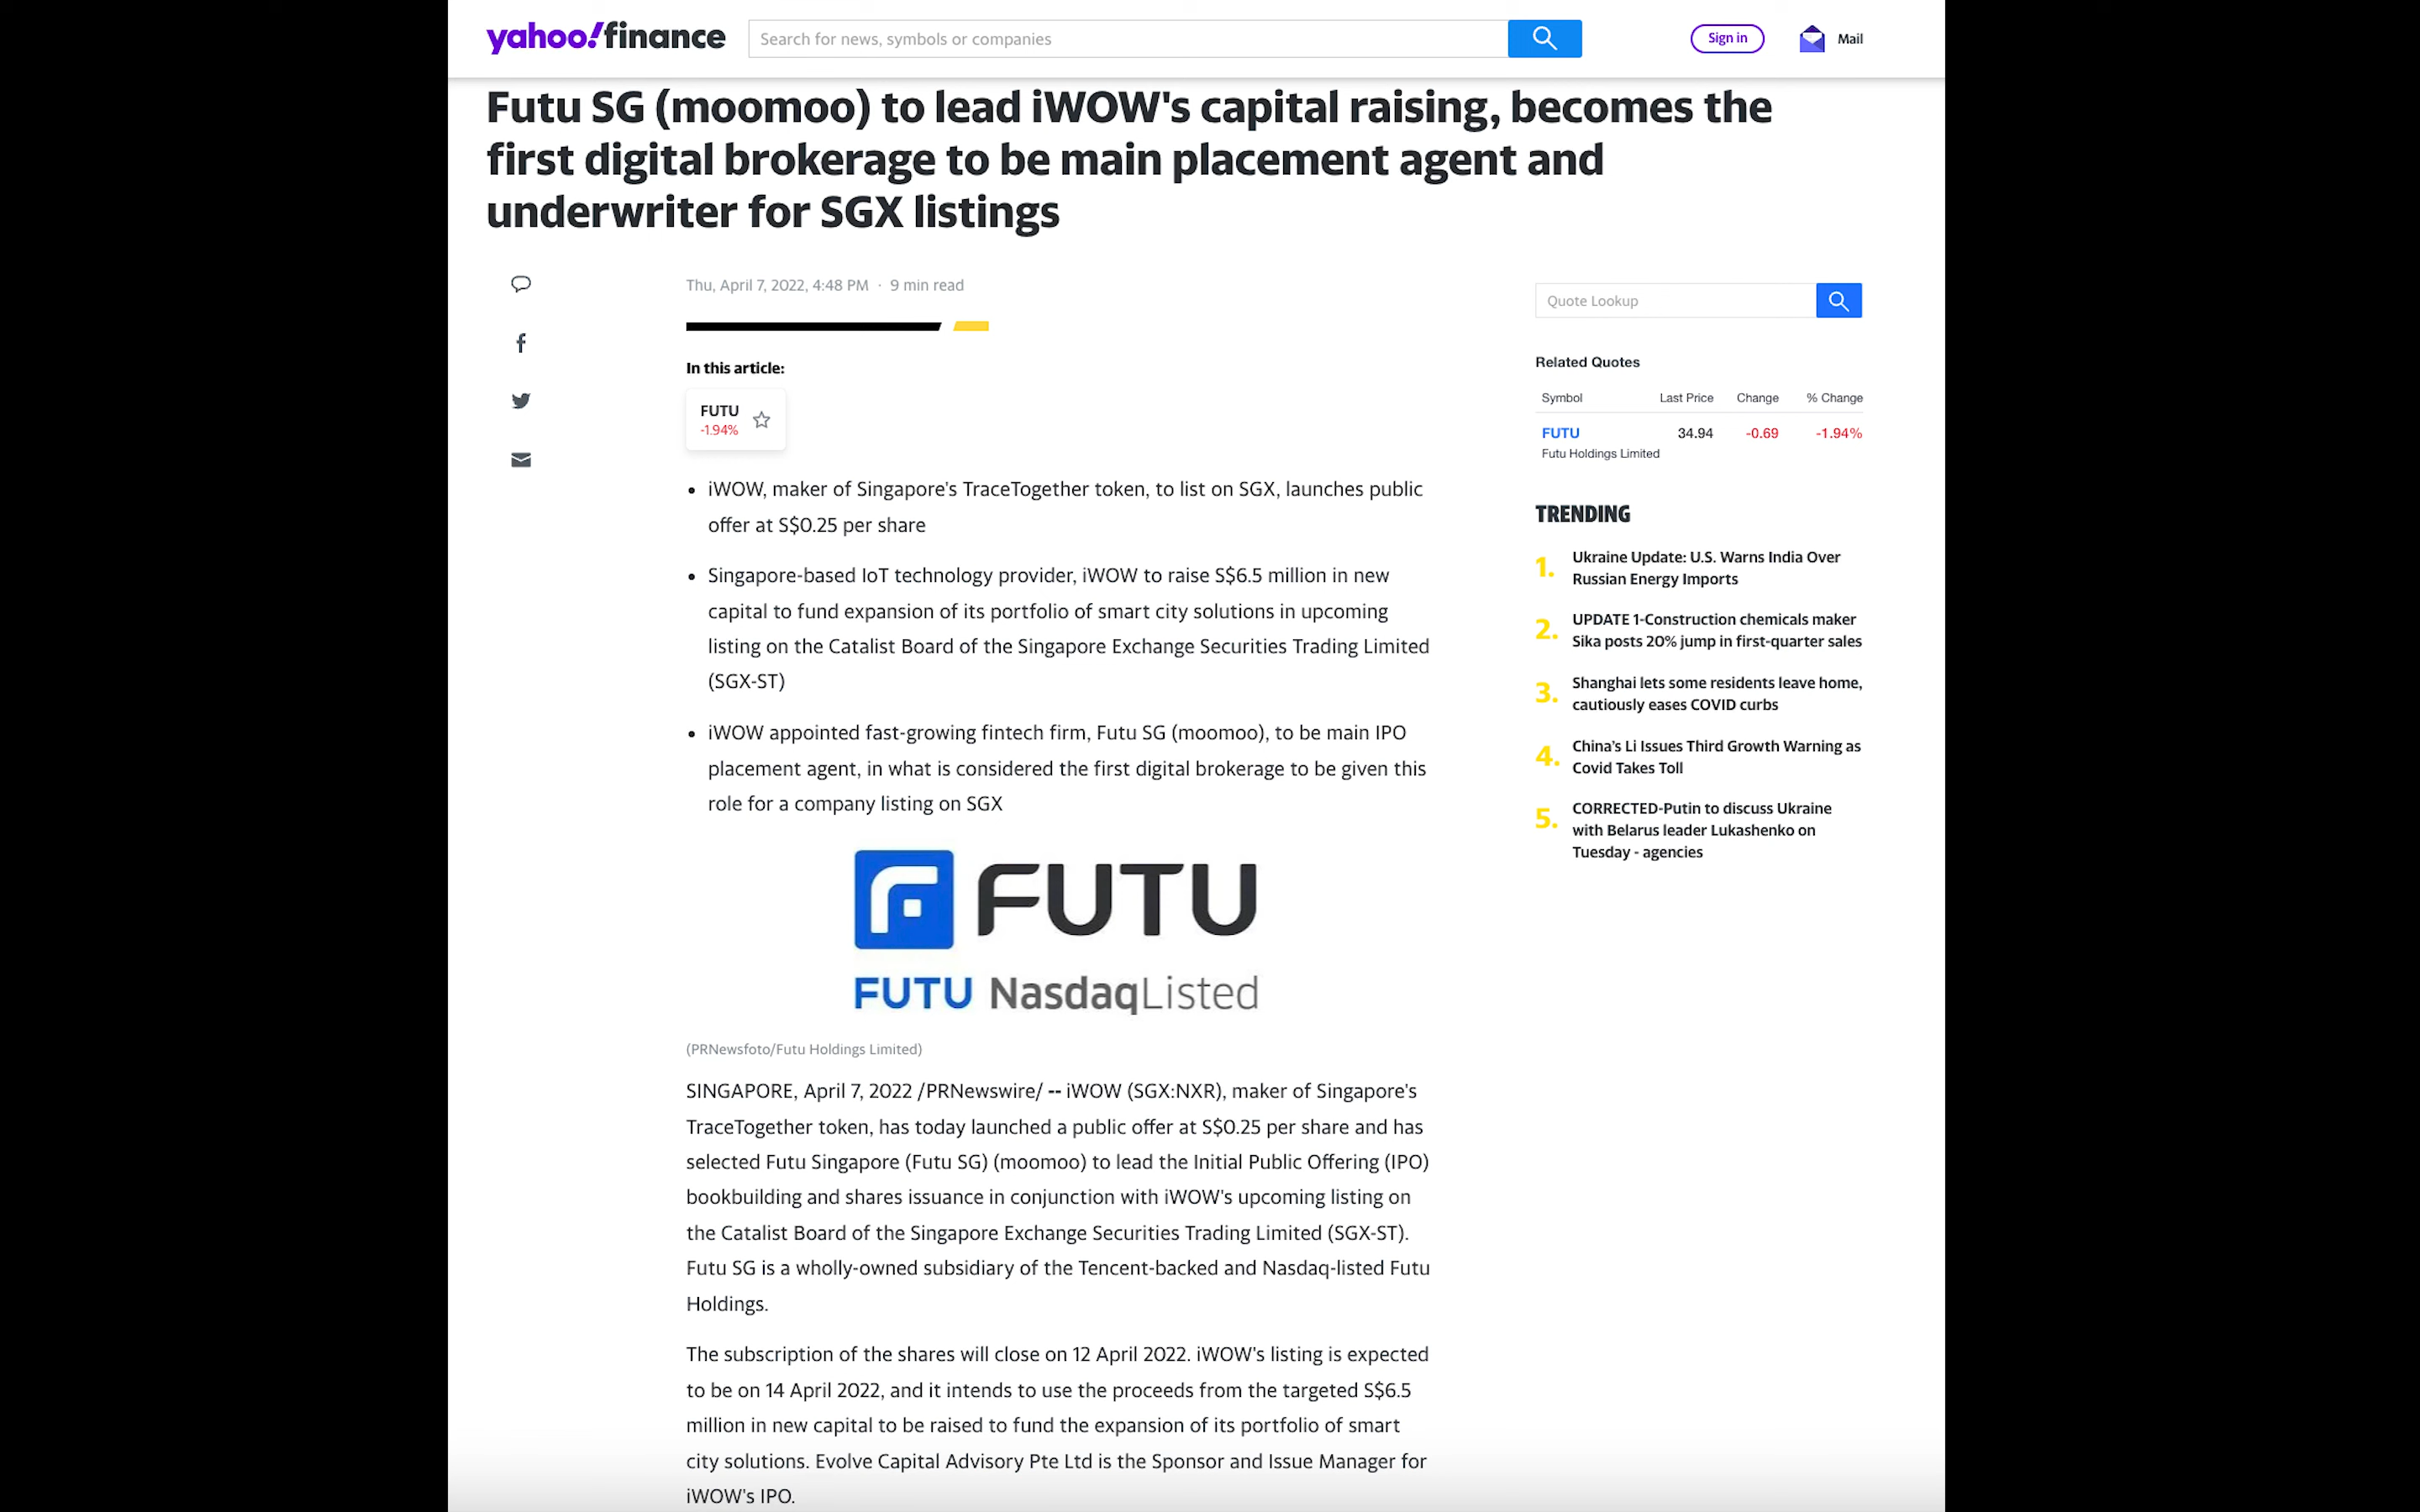 yahoo!finance
Search for news, symbols or companies
Sign in
Mail
Futu SG (moomoo) to lead iWOW's capital raising, becomes the
first digital brokerage to be main placement agent and
underwriter for SGX listings
Thu, April 7, 2022, 4:48 PM · 9 min read
In this article:
FUTU
-1.94%
• iWOW, maker of Singapore's TraceTogether token, to list on SGX, launches public
offer at S$0.25 per share
• Singapore-based IoT technology provider, iWOW to raise S$6.5 million in new
capital to fund expansion of its portfolio of smart city solutions in upcoming
listing on the Catalist Board of the Singapore Exchange Securities Trading Limited
(SGX-ST)
• iWOW appointed fast-growing fintech firm, Futu SG (moomoo), to be main IPO
placement agent, in what is considered the first digital brokerage to be given this
role for a company listing on SGX
FUTU
FUTU NasdaqListed
(PRNewsfoto/Futu Holdings Limited)
SINGAPORE, April 7, 2022 /PRNewswire/ -- iWOW (SGX:NXR), maker of Singapore's
TraceTogether token, has today launched a public offer at S$0.25 per share and has
selected Futu Singapore (Futu SG) (moomoo) to lead the Initial Public Offering (IPO)
bookbuilding and shares issuance in conjunction with iWOW's upcoming listing on
the Catalist Board of the Singapore Exchange Securities Trading Limited (SGX-ST).
Futu SG is a wholly-owned subsidiary of the Tencent-backed and Nasdaq-listed Futu
Holdings.
The subscription of the shares will close on 12 April 2022. iWOW's listing is expected
to be on 14 April 2022, and it intends to use the proceeds from the targeted S$6.5
million in new capital to be raised to fund the expansion of its portfolio of smart
city solutions. Evolve Capital Advisory Pte Ltd is the Sponsor and Issue Manager for
iWOW's IPO.
Quote Lookup
Related Quotes
Symbol Last Price Change % Change
FUTU 34.94 -0.69 -1.94%
Futu Holdings Limited
TRENDING
1. Ukraine Update: U.S. Warns India Over
Russian Energy Imports
2. UPDATE 1-Construction chemicals maker
Sika posts 20% jump in first-quarter sales
3. Shanghai lets some residents leave home,
cautiously eases COVID curbs
4. China's Li Issues Third Growth Warning as
Covid Takes Toll
5. CORRECTED-Putin to discuss Ukraine
with Belarus leader Lukashenko on
Tuesday - agencies